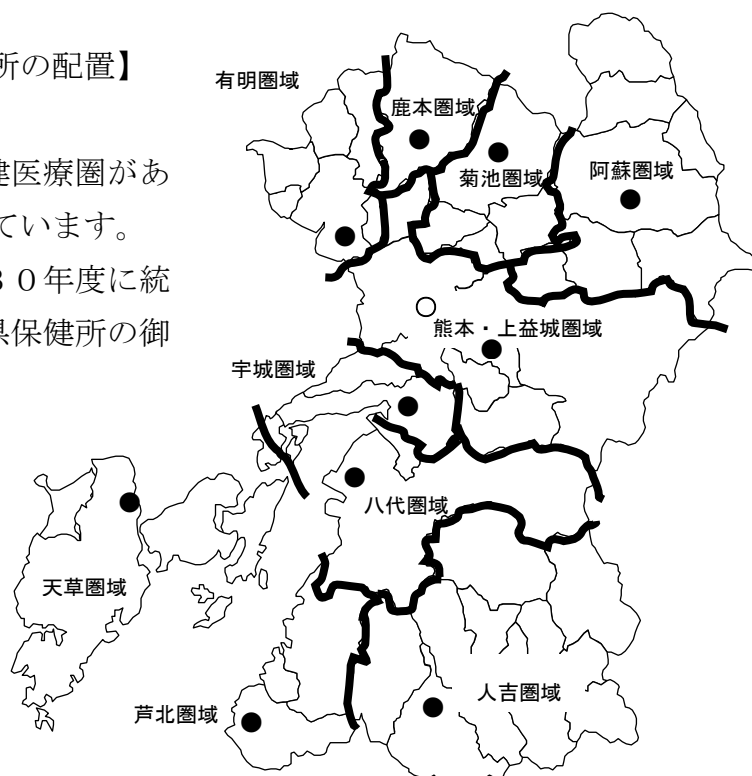 所の配置】
健医療圏があ
ています。
30年度に統
県保健所の御
有明圏域
鹿本圏域
菊池圏域
阿蘇圏域
熊本・上益城圏域
宇城圏域
八代圏域
天草圏域
芦北圏域
人吉圏域